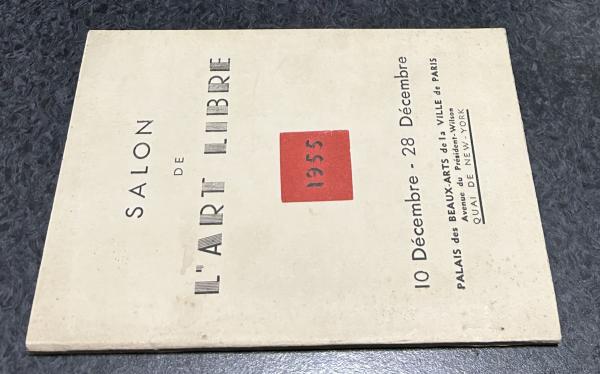 SALON
DE
L'ART LIBRE
1955
10 Décembre - 28 Décembre
PALAIS des BEAUX-ARTS de la VILLE de PARIS
Avenue du Président-Wilson
QUAI DE NEW-YORK